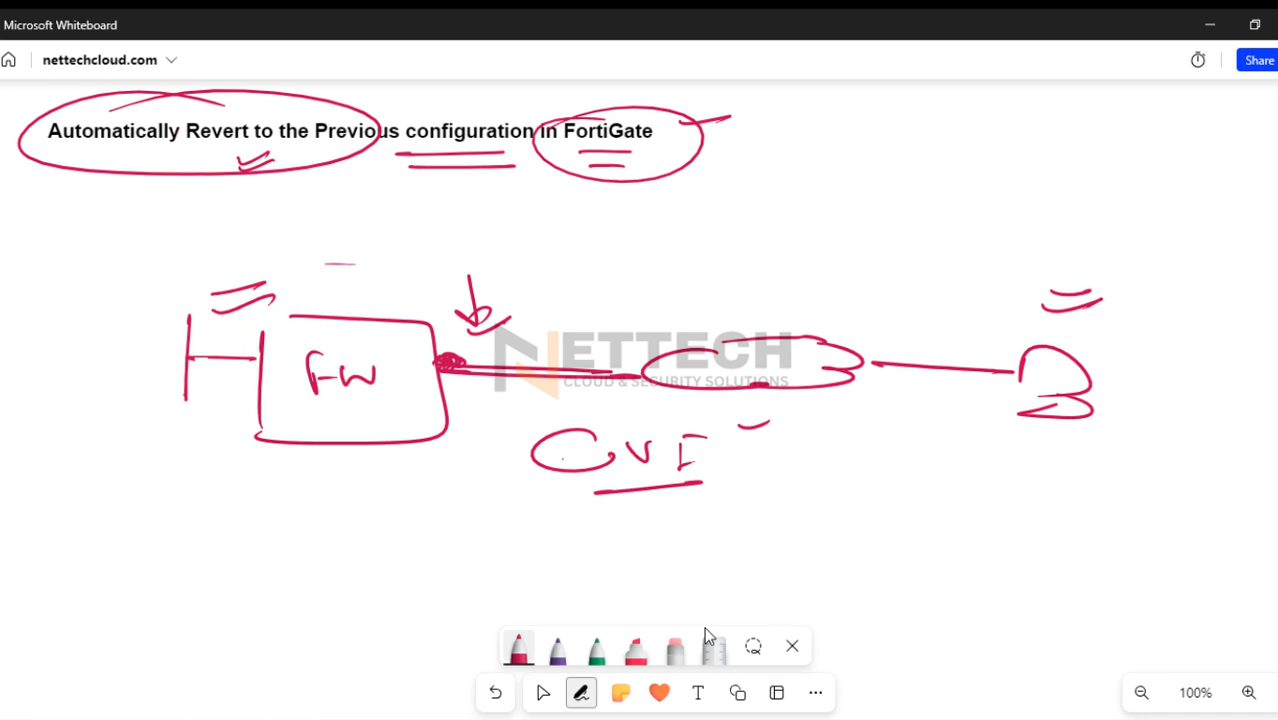 Microsoft Whiteboard
nettechcloud.com
Share
Automatically Revert to the Previous configuration in FortiGate
FW
NETTECH
CLOUD & SECURITY SOLUTIONS
100%